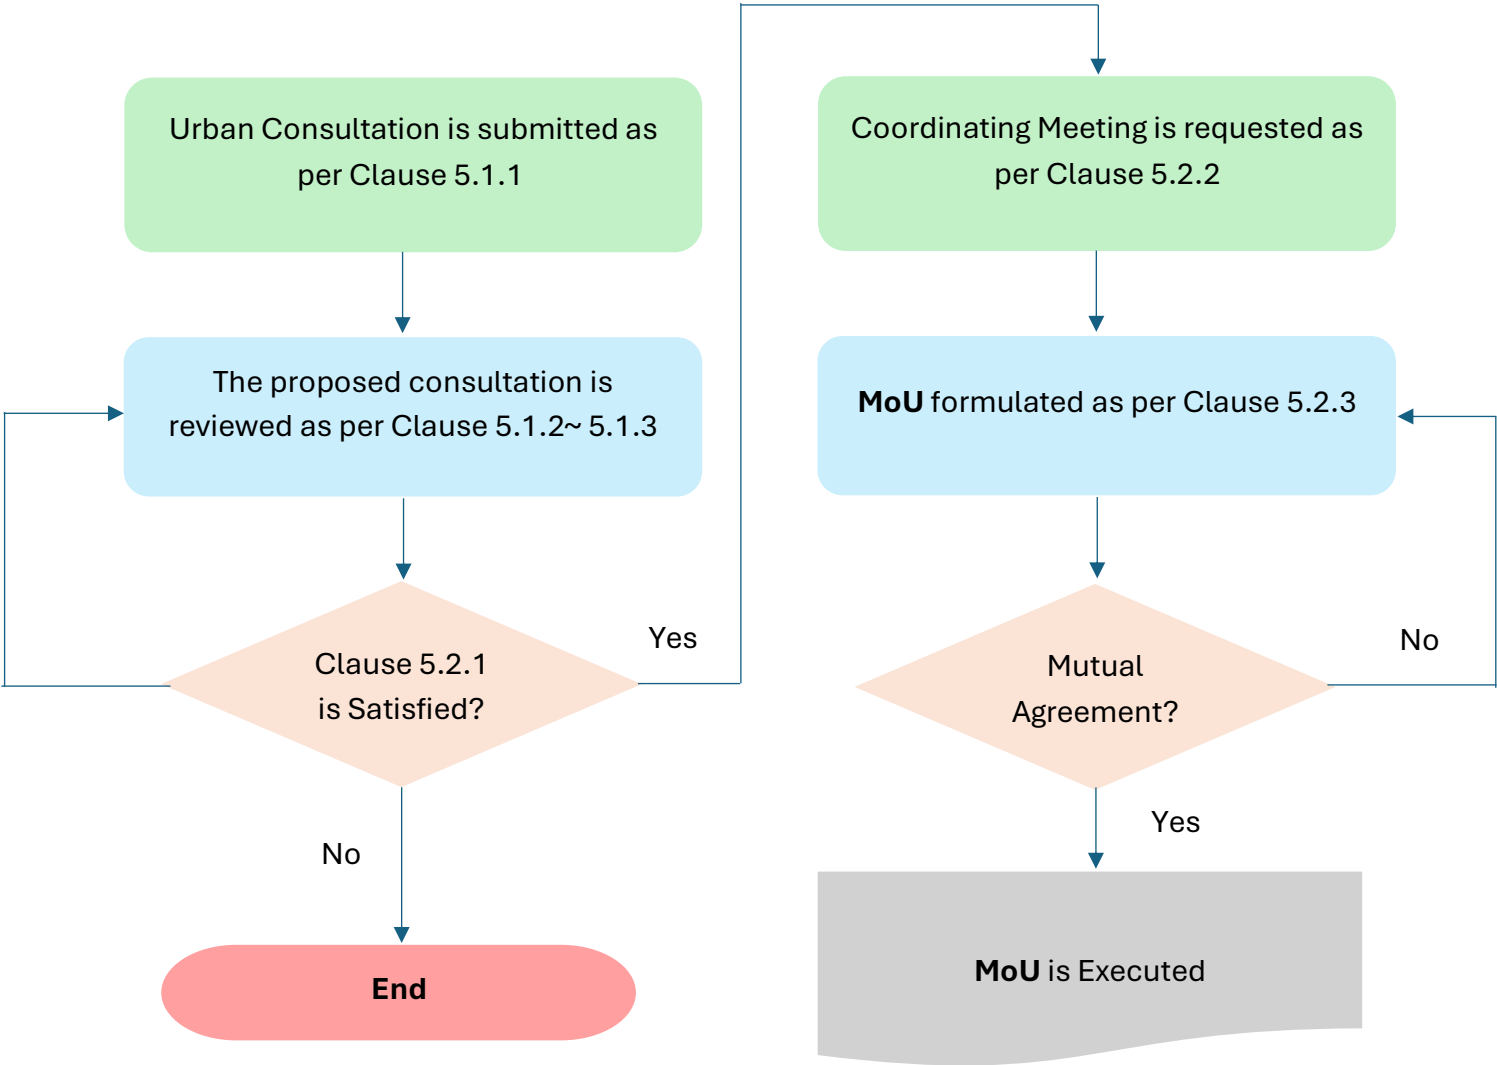 Urban Consultation is submitted as
per Clause 5.1.1
The proposed consultation is
reviewed as per Clause 5.1.2~ 5.1.3
Clause 5.2.1
is Satisfied?
Yes
No
End
Coordinating Meeting is requested as
per Clause 5.2.2
MoU formulated as per Clause 5.2.3
Mutual
Agreement?
No
Yes
MoU is Executed